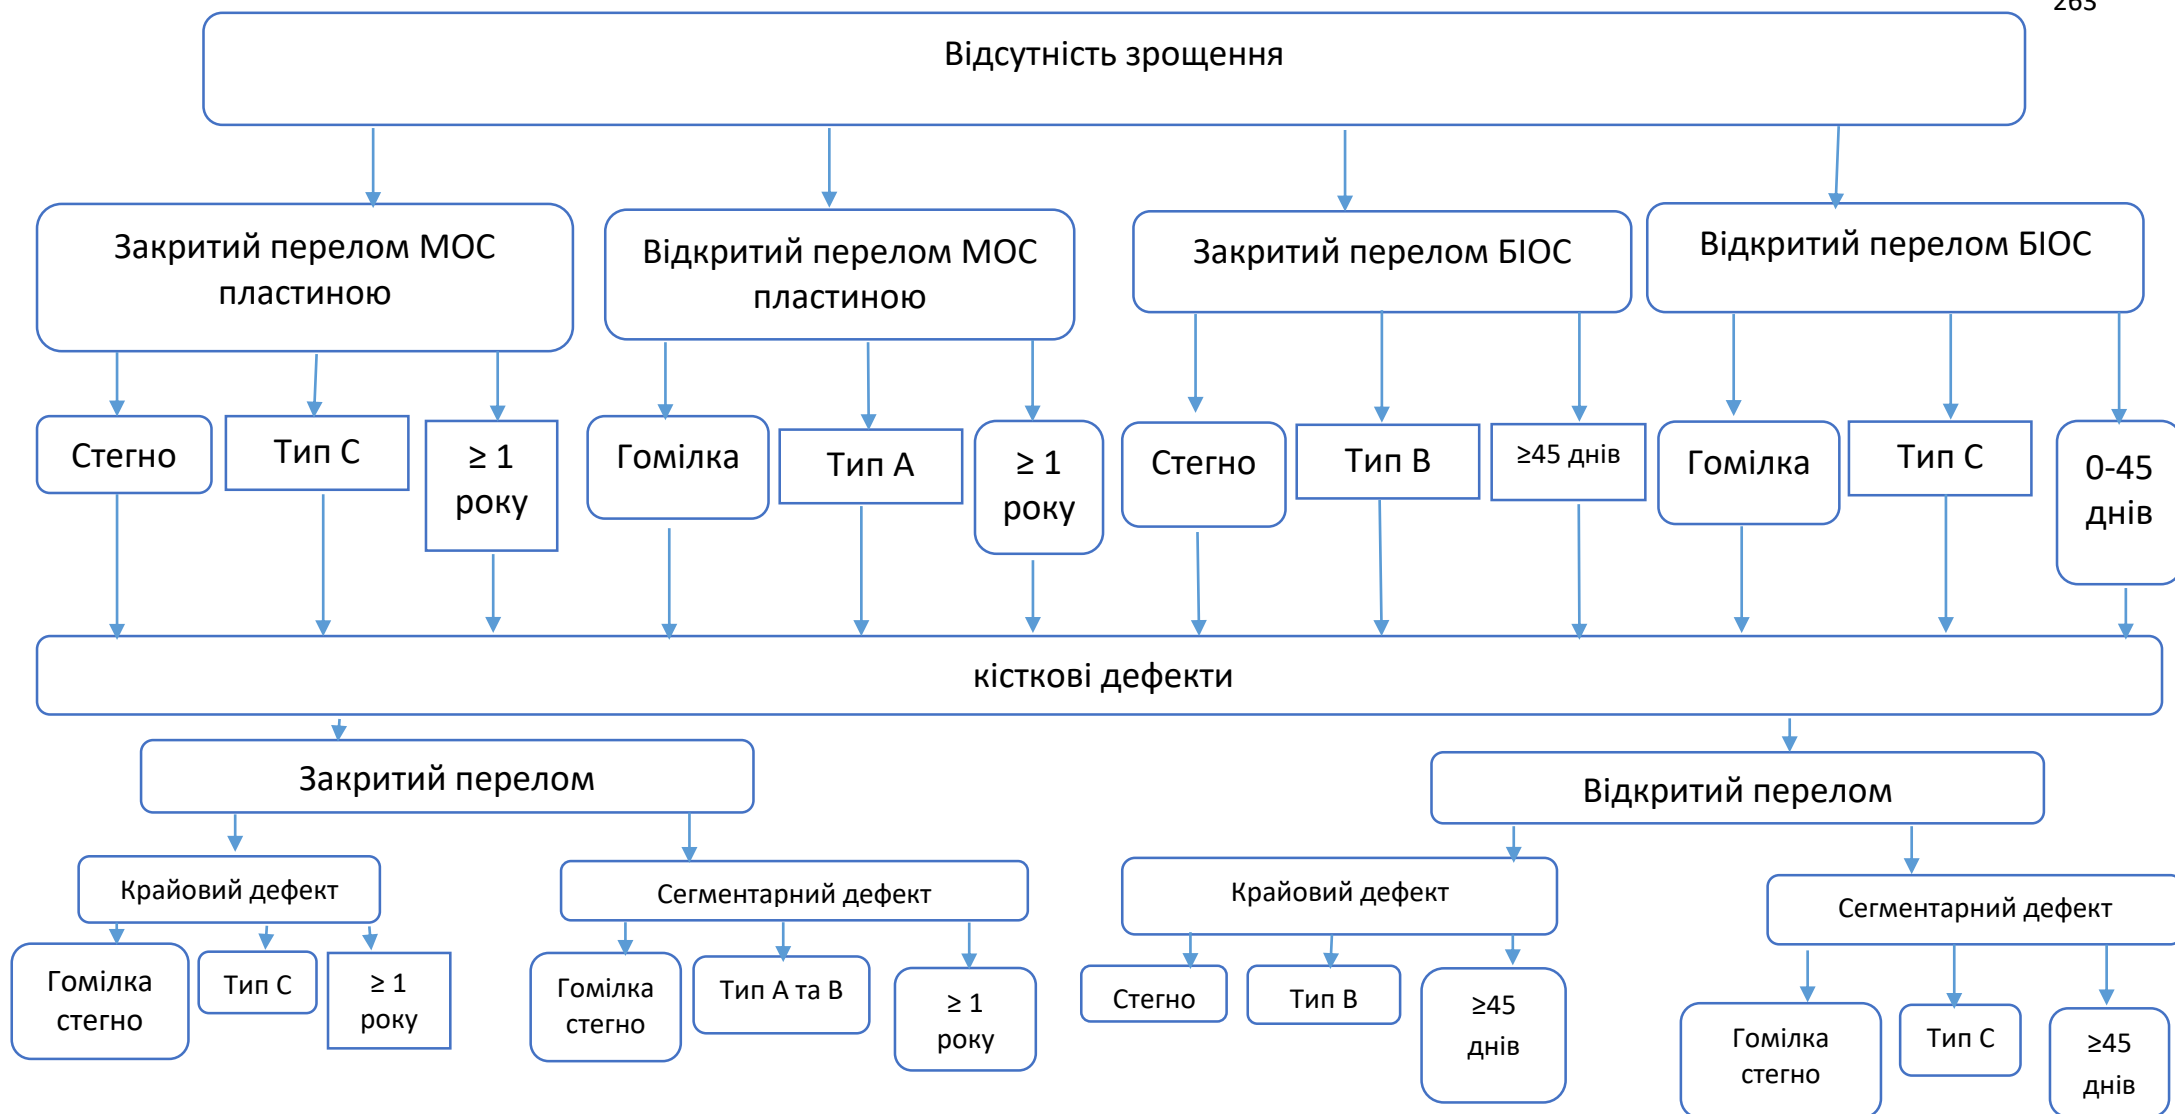 263
Відсутність зрощення
Закритий перелом МОС
пластиною
Відкритий перелом МОС
пластиною
Закритий перелом БІОС
Відкритий перелом БІОС
Стегно
Тип С
≥ 1
року
Гомілка
Тип А
≥ 1
року
Стегно
Тип В
≥45 днів
Гомілка
Тип С
0-45
днів
кісткові дефекти
Закритий перелом
Відкритий перелом
Крайовий дефект
Сегментарний дефект
Крайовий дефект
Сегментарний дефект
Гомілка
стегно
Тип С
≥ 1
року
Гомілка
стегно
Тип А та В
≥ 1
року
Стегно
Тип В
≥45
днів
Гомілка
стегно
Тип С
≥45
днів